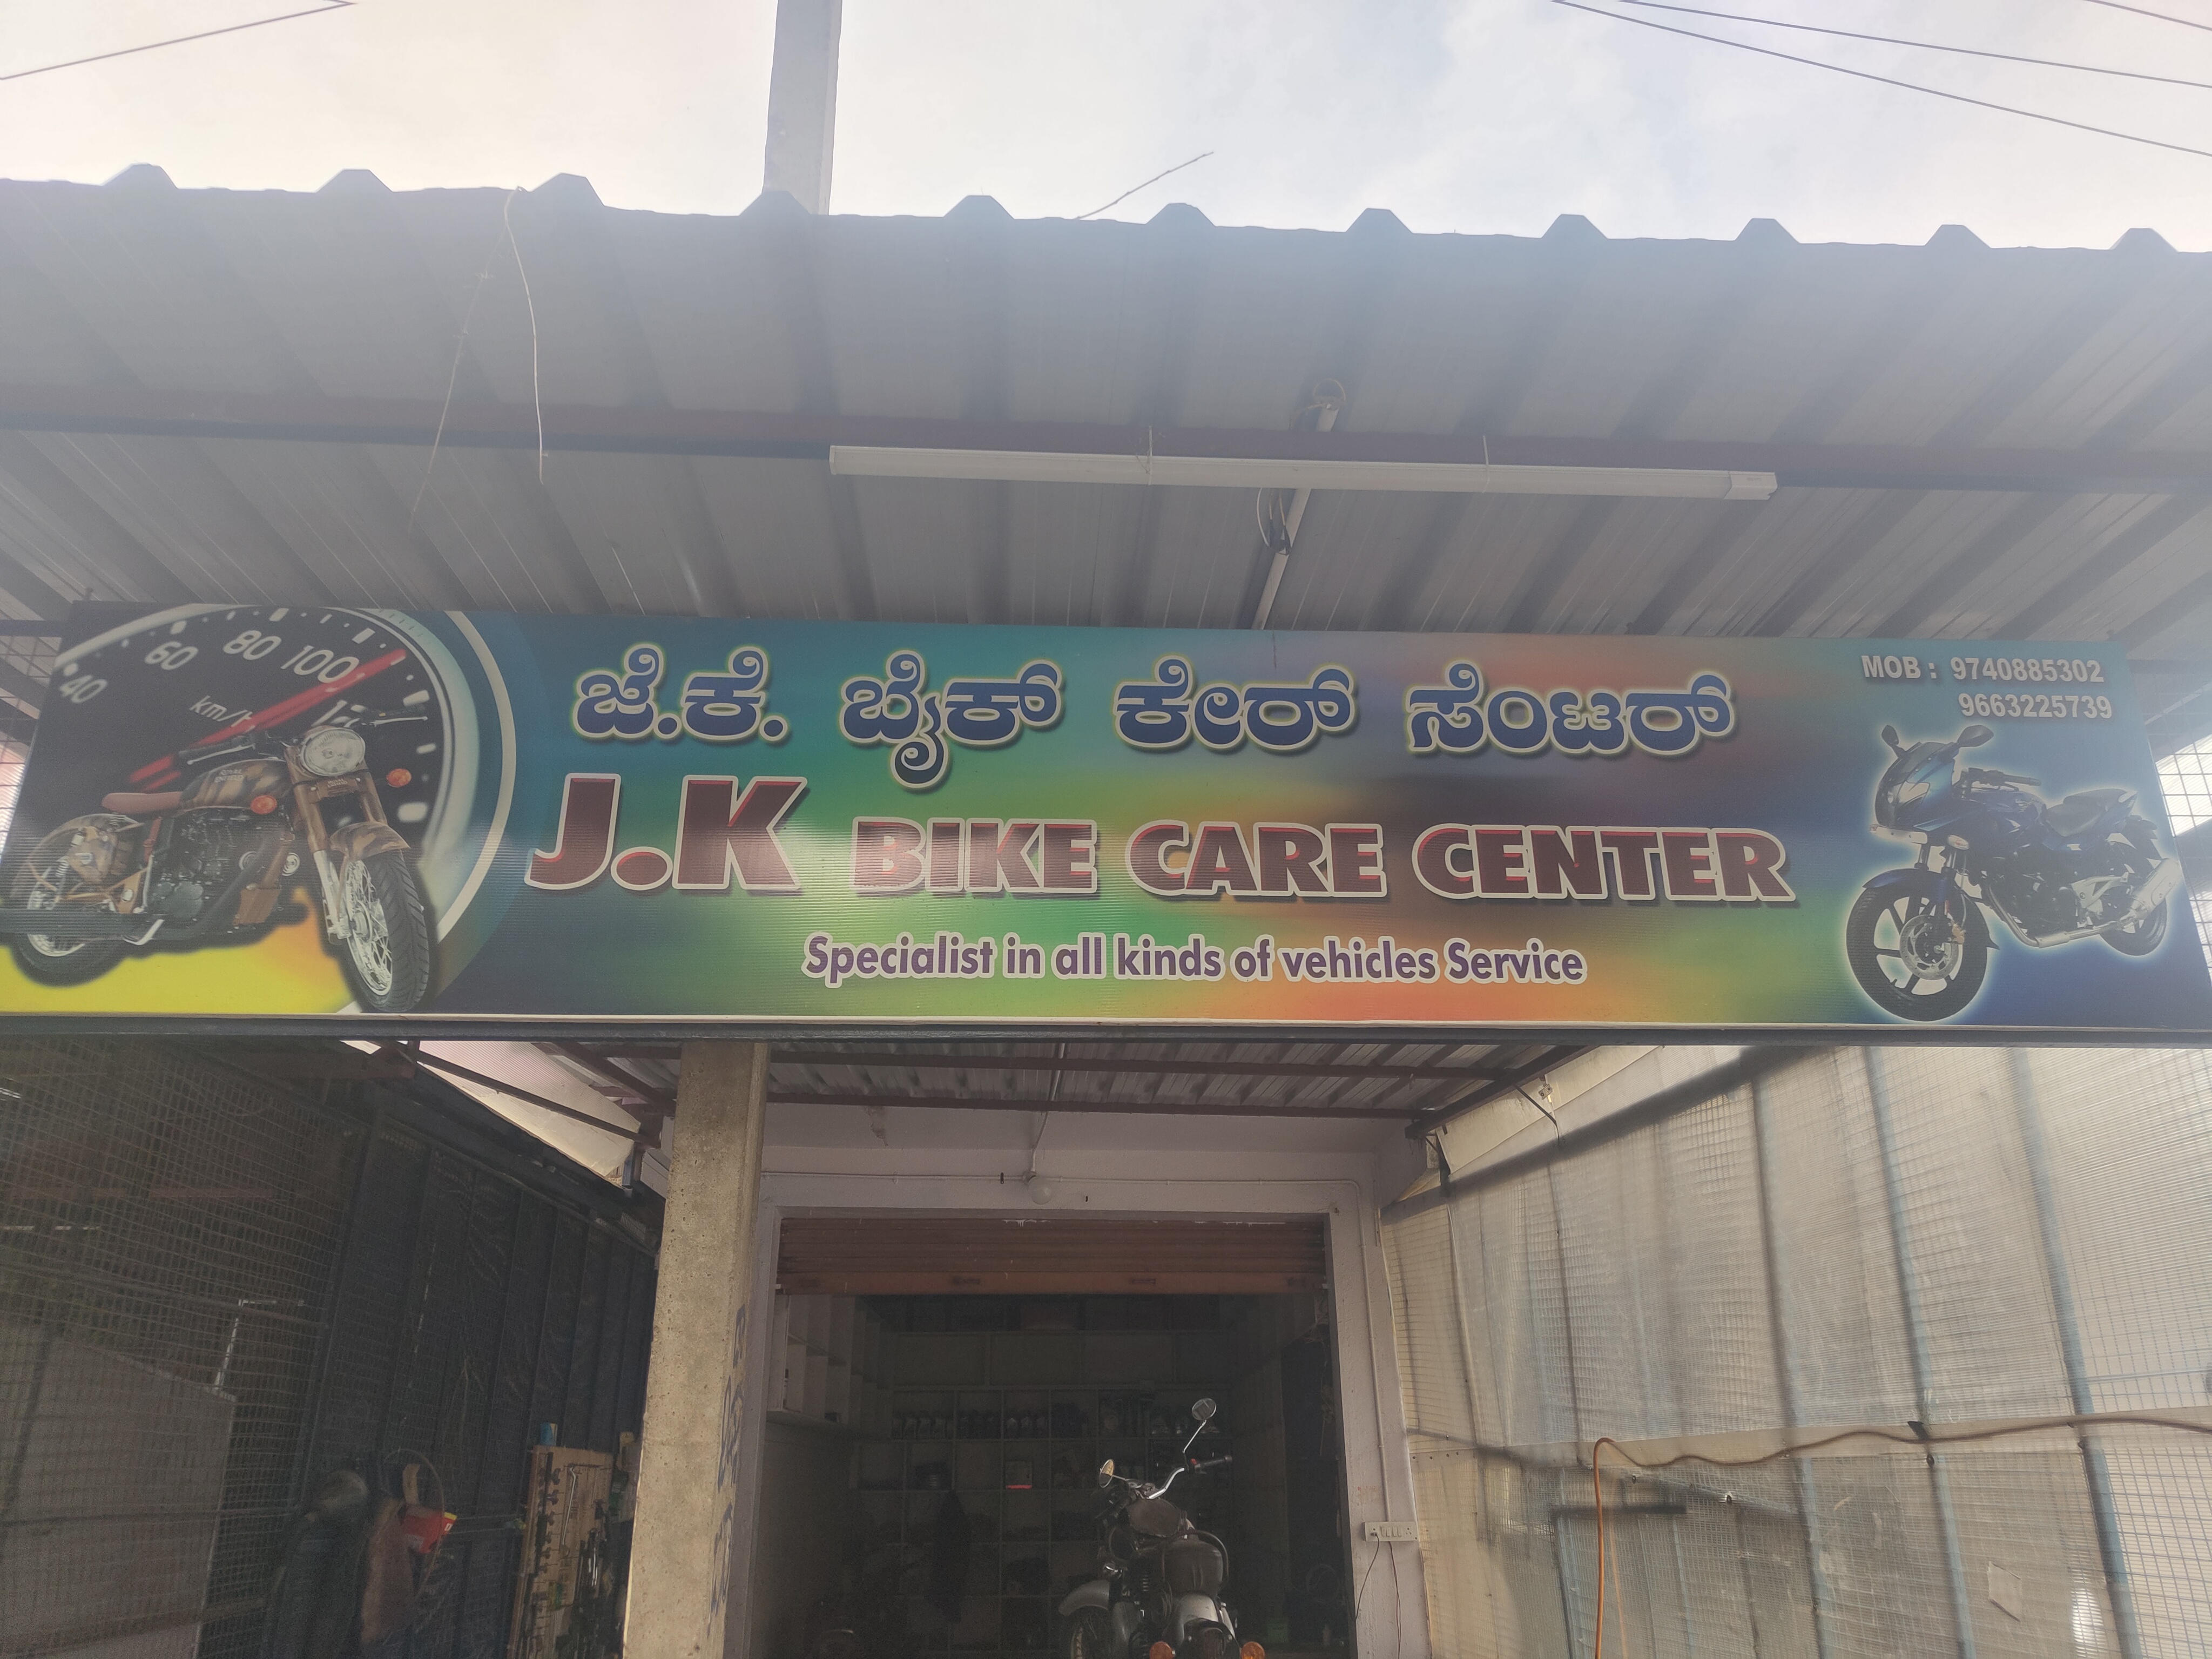 ಜೆ.ಕೆ. ಬೈಕ್ ಕೇರ್ ಸೆಂಟರ್
J.K BIKE CARE CENTER
Specialist in all kinds of vehicles Service
MOB : 9740885302
9663225739
40 60 80 100
km/h